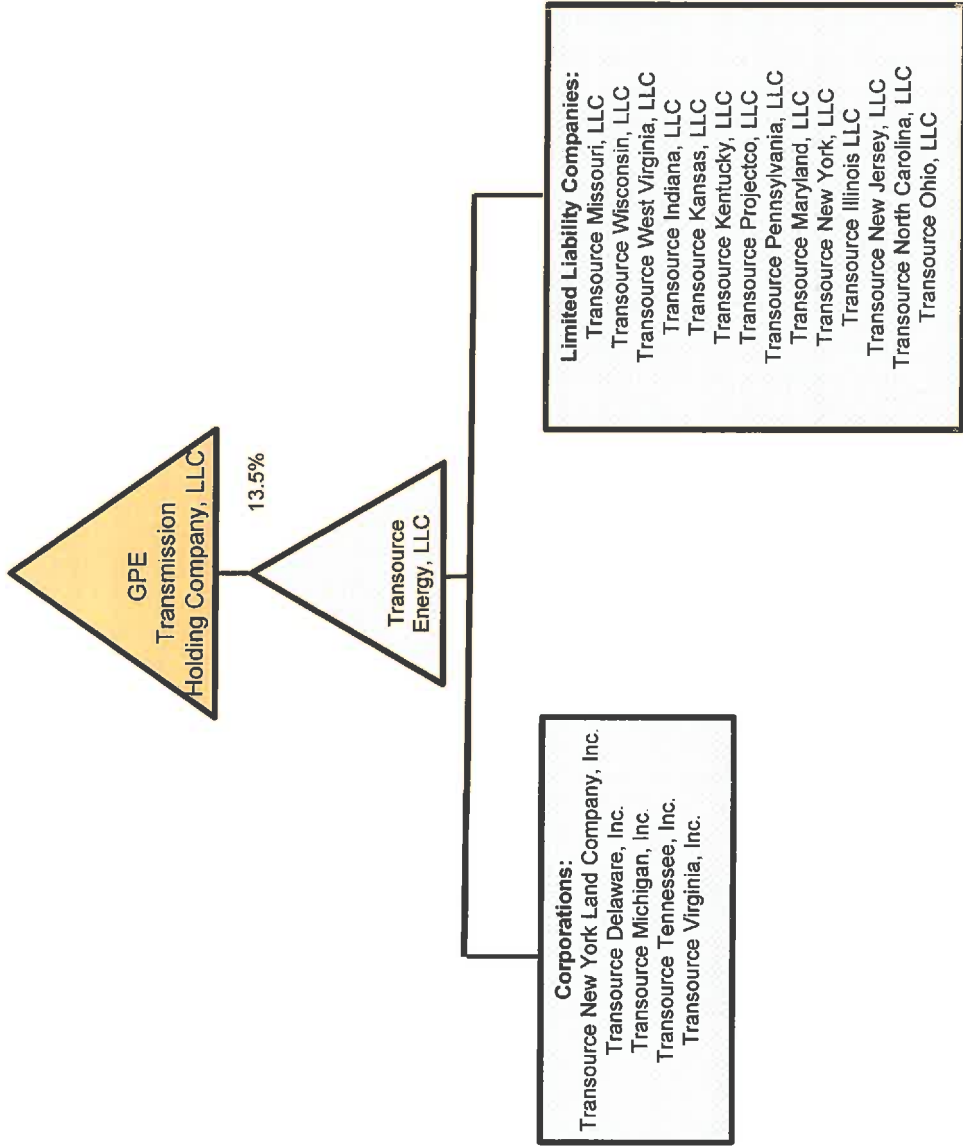 GPE
Transmission
Holding Company, LLC
13.5%
Transource
Energy, LLC
Corporations:
Transource New York Land Company, Inc.
Transource Delaware, Inc.
Transource Michigan, Inc.
Transource Tennessee, Inc.
Transource Virginia, Inc.
Limited Liability Companies:
Transource Missouri, LLC
Transource Wisconsin, LLC
Transource West Virginia, LLC
Transource Indiana, LLC
Transource Kansas, LLC
Transource Kentucky, LLC
Transource Projectco, LLC
Transource Pennsylvania, LLC
Transource Maryland, LLC
Transource New York, LLC
Transource Illinois LLC
Transource New Jersey, LLC
Transource North Carolina, LLC
Transource Ohio, LLC